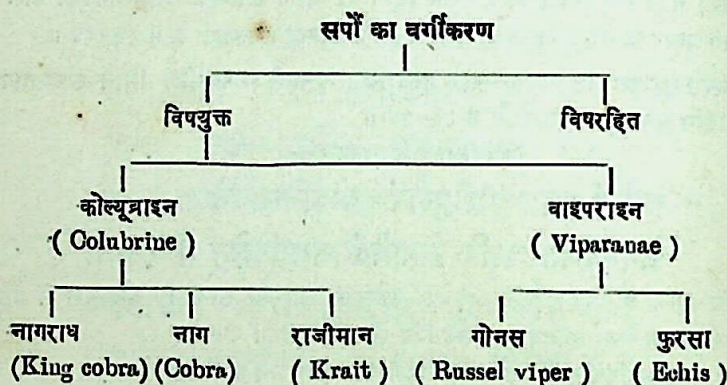 सर्पों का वर्गीकरण
विषयुक्त विषरहित
कोल्यूब्राइन वाइपराइन
( Colubrine ) ( Viparanae )
नागराध नाग राजीमान गोनस फुरसा
(King cobra) (Cobra) ( Krait ) ( Russel viper ) ( Echis )